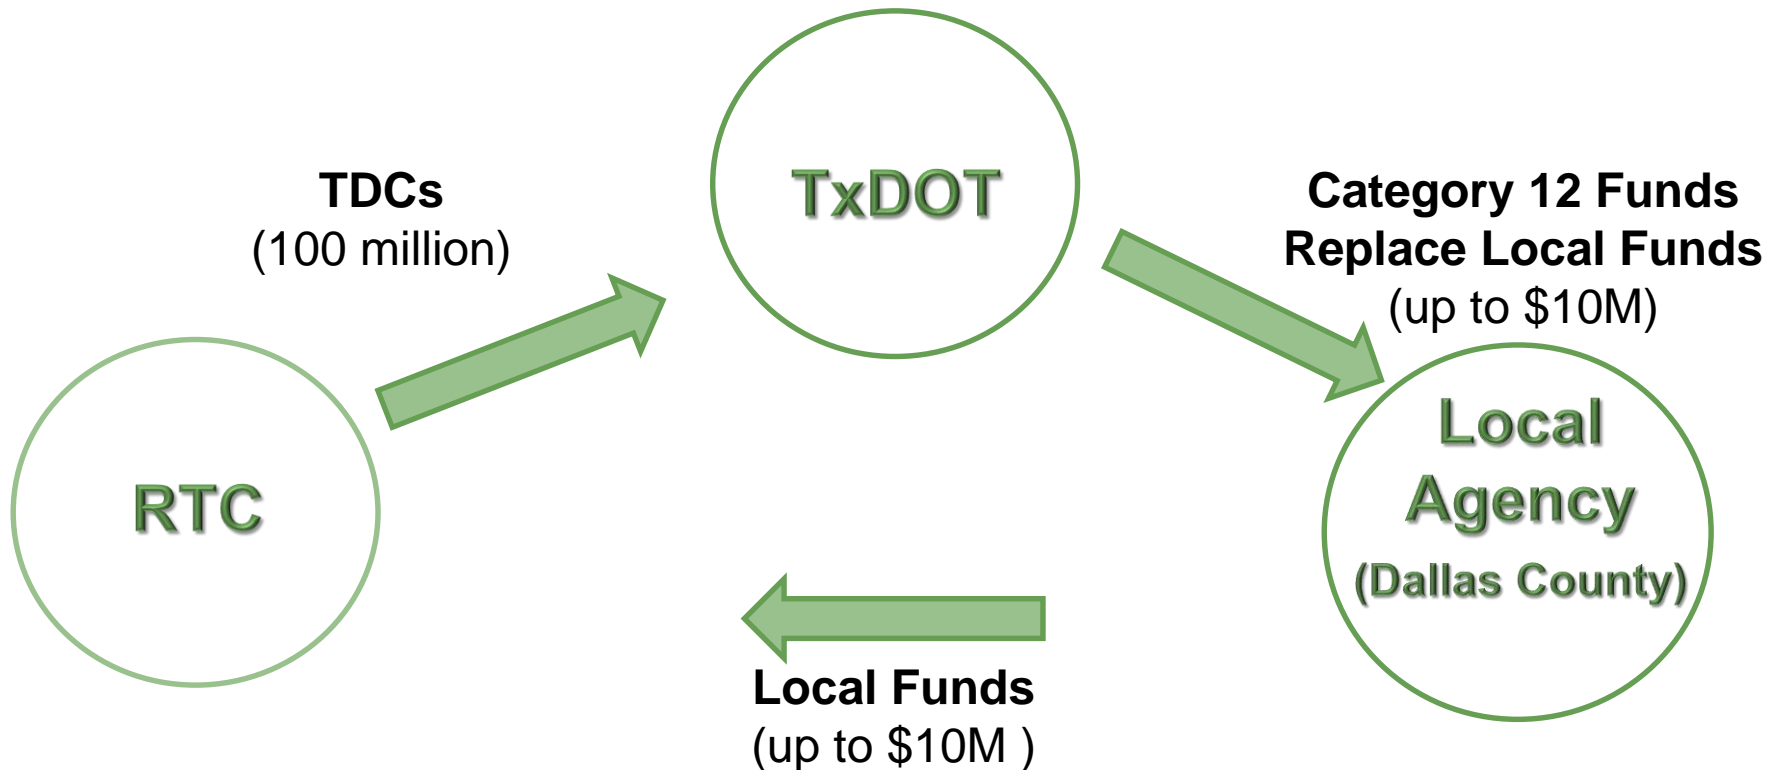 TDCs
(100 million)
TxDOT
Category 12 Funds
Replace Local Funds
(up to $10M)
RTC
Local
Agency
(Dallas County)
Local Funds
(up to $10M )